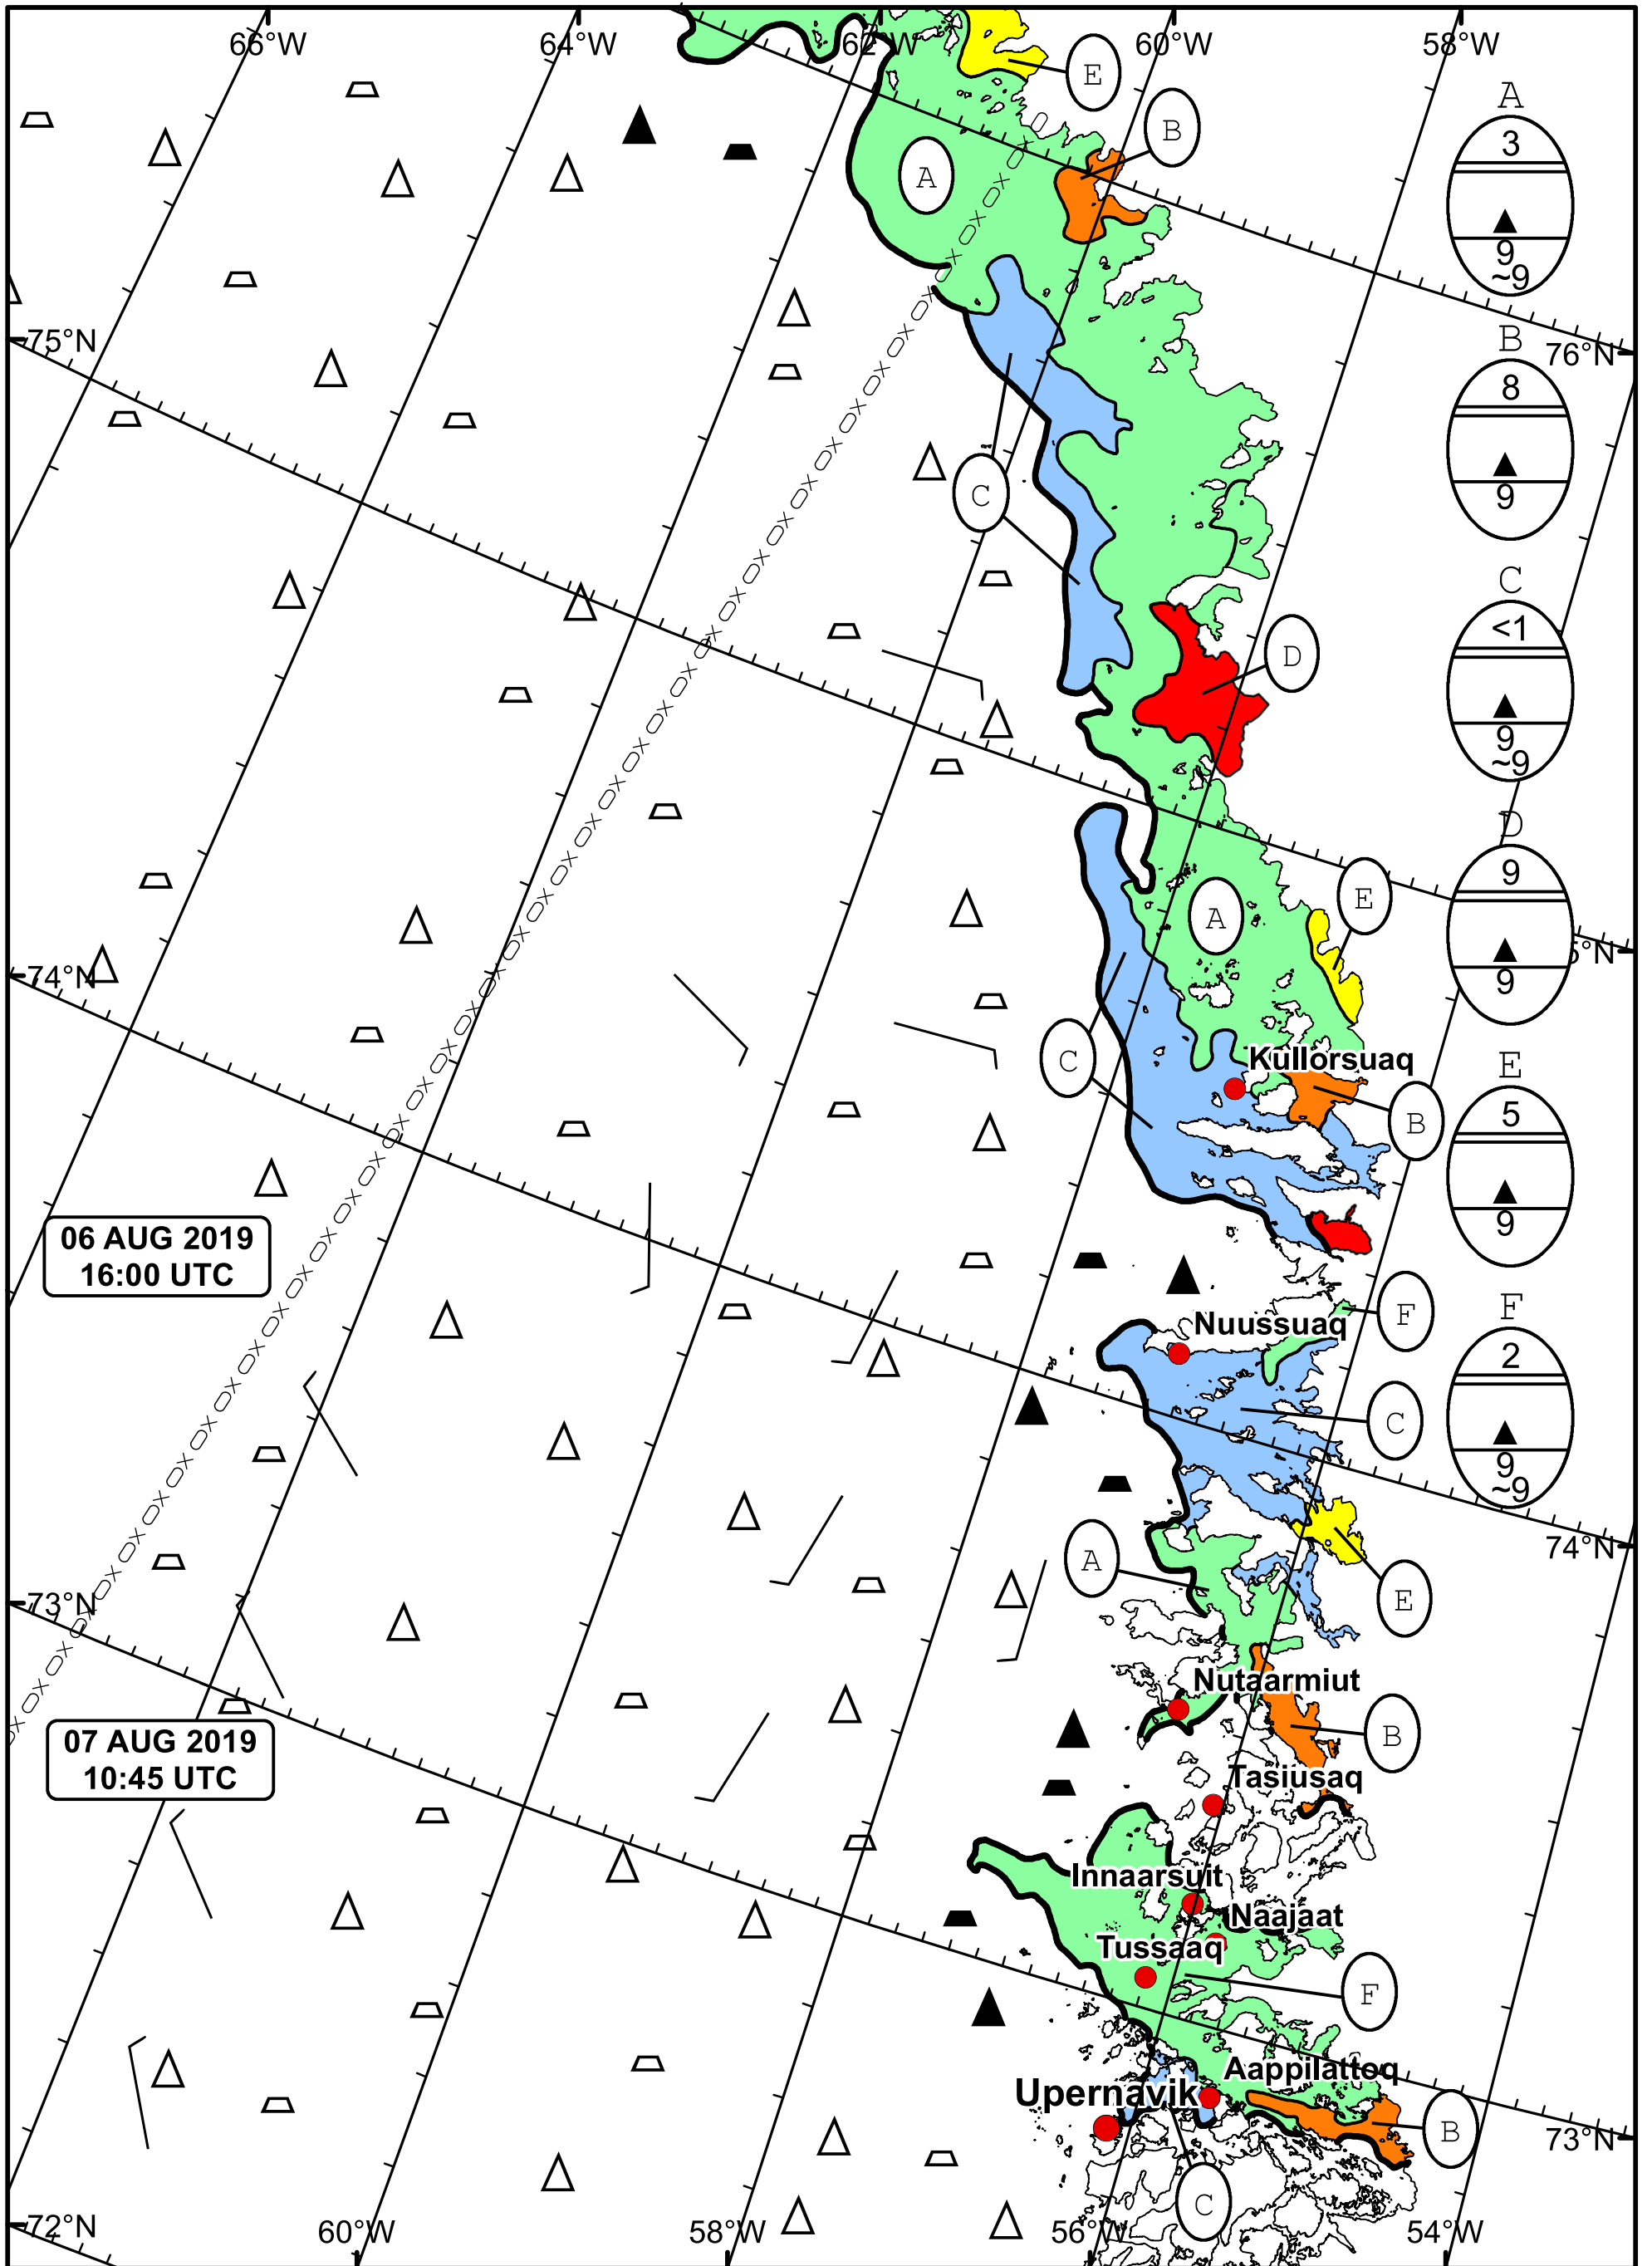 66°W
64°W
62°W
60°W
58°W
E
B
A
A
3
9
~9
75°N
76°N
B
8
9
C
C
<1
9
~9
D
D
9
9
A
E
5°N
74°N
C
Kullorsuaq
B
E
5
9
06 AUG 2019
16:00 UTC
F
Nuussuaq
F
2
9
~9
C
74°N
A
E
73°N
Nutaarmiut
B
07 AUG 2019
10:45 UTC
Tasiusaq
Innaarsuit
Naajaat
Tussaaq
F
Aappilattoq
Upernavik
B
73°N
C
72°N
60°W
58°W
56°W
54°W